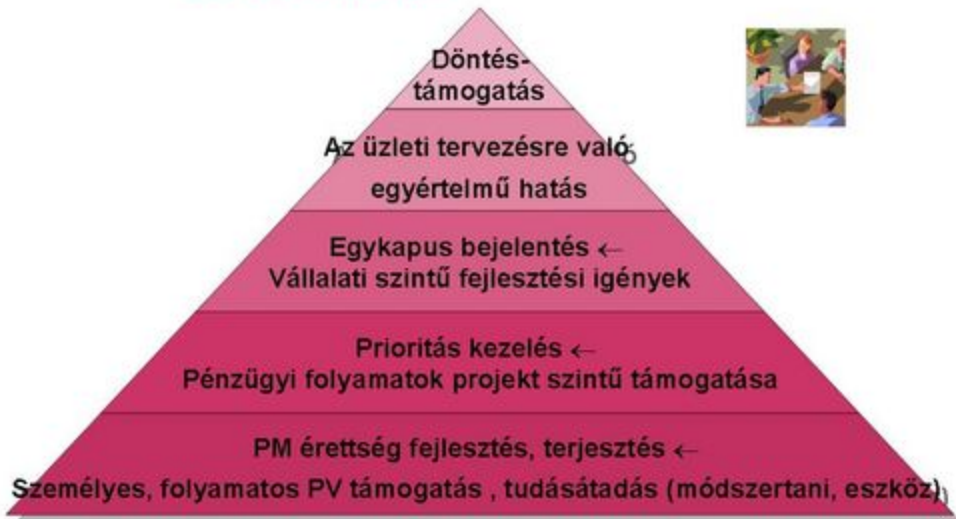 Döntés-
támogatás
Az üzleti tervezésre való
egyértelmű hatás
Egykapus bejelentés ←
Vállalati szintű fejlesztési igények
Prioritás kezelés ←
Pénzügyi folyamatok projekt szintű támogatása
PM érettség fejlesztés, terjesztés ←
Személyes, folyamatos PV támogatás , tudásátadás (módszertani, eszköz)